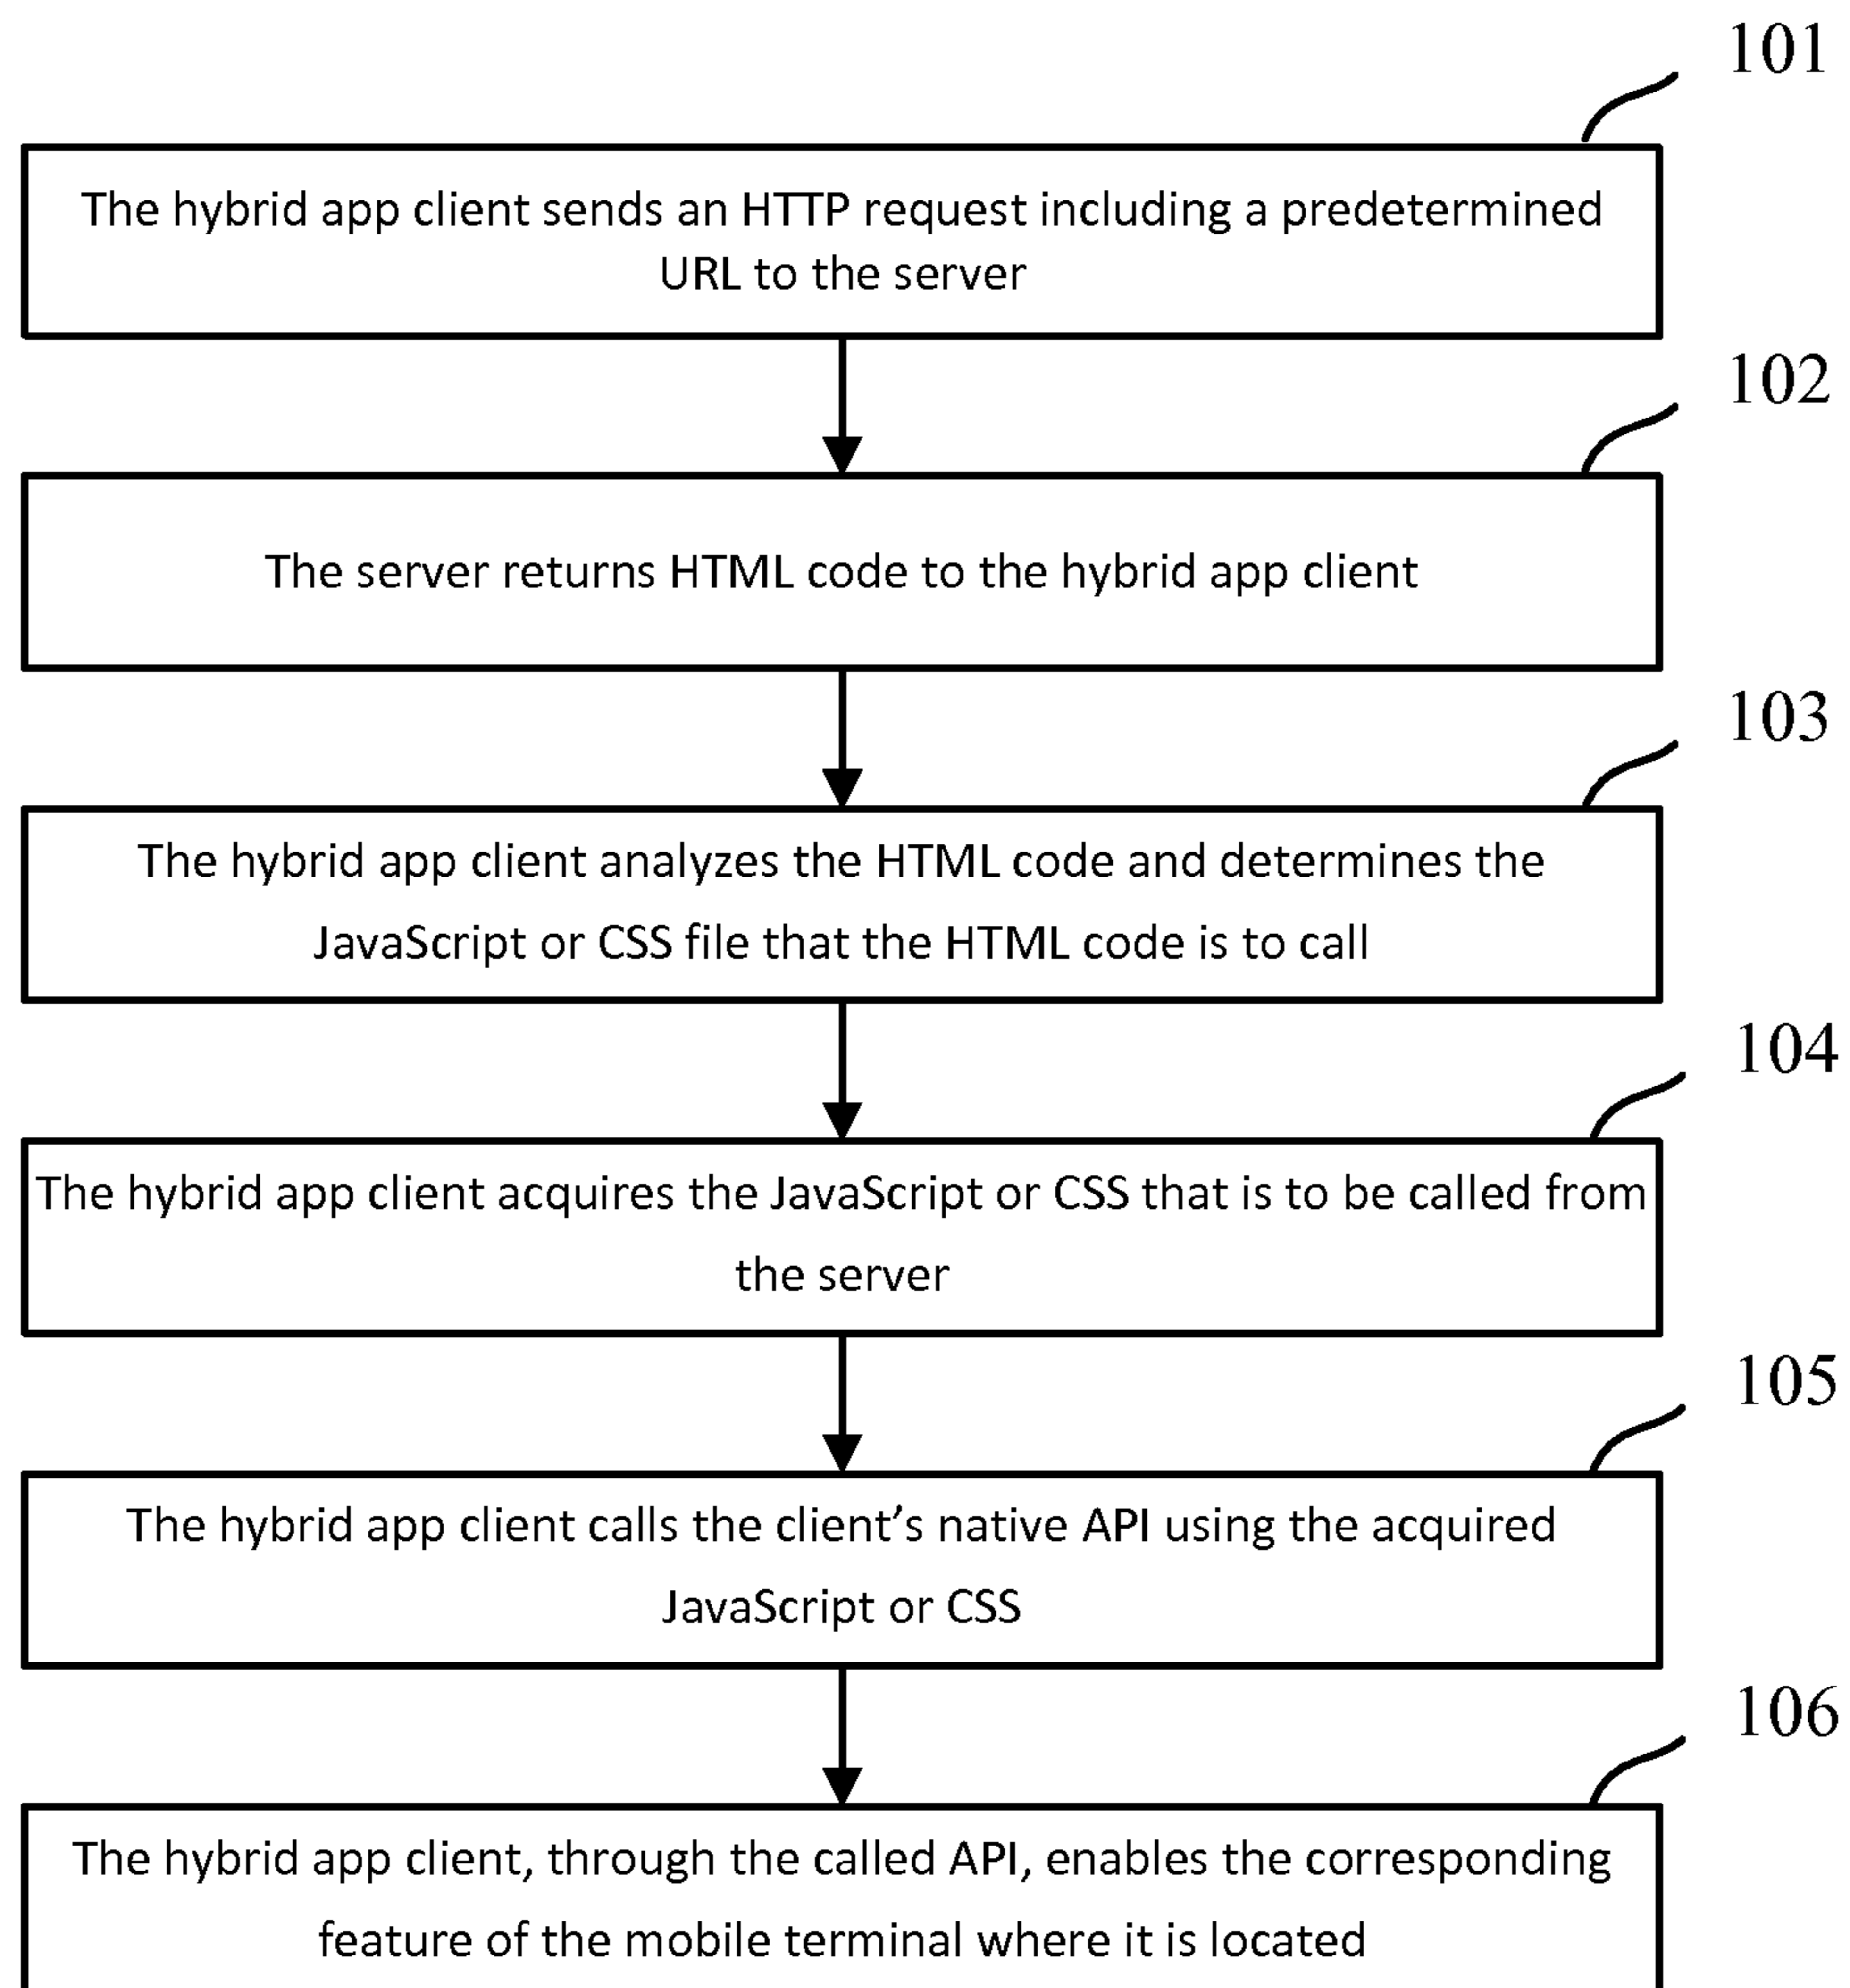 101
The hybrid app client sends an HTTP request including a predetermined
URL to the server
102
The server returns HTML code to the hybrid app client
103
The hybrid app client analyzes the HTML code and determines the
JavaScript or CSS file that the HTML code is to call
104
The hybrid app client acquires the JavaScript or CSS that is to be called from
the server
105
The hybrid app client calls the client’s native API using the acquired
JavaScript or CSS
106
The hybrid app client, through the called API, enables the corresponding
feature of the mobile terminal where it is located